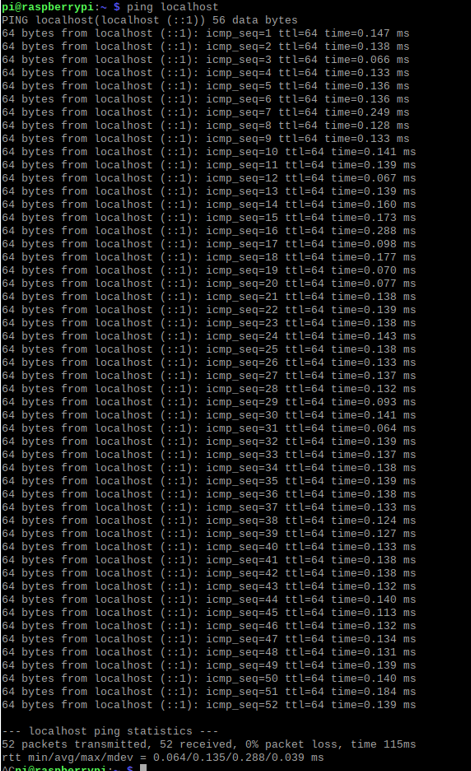 pi@raspberrypi:~ $ ping localhost
PING localhost(localhost (::1)) 56 data bytes
64 bytes from localhost (::1): icmp_seq=1 ttl=64 time=0.147 ms
64 bytes from localhost (::1): icmp_seq=2 ttl=64 time=0.138 ms
64 bytes from localhost (::1): icmp_seq=3 ttl=64 time=0.066 ms
64 bytes from localhost (::1): icmp_seq=4 ttl=64 time=0.133 ms
64 bytes from localhost (::1): icmp_seq=5 ttl=64 time=0.136 ms
64 bytes from localhost (::1): icmp_seq=6 ttl=64 time=0.136 ms
64 bytes from localhost (::1): icmp_seq=7 ttl=64 time=0.249 ms
64 bytes from localhost (::1): icmp_seq=8 ttl=64 time=0.128 ms
64 bytes from localhost (::1): icmp_seq=9 ttl=64 time=0.133 ms
64 bytes from localhost (::1): icmp_seq=10 ttl=64 time=0.141 ms
64 bytes from localhost (::1): icmp_seq=11 ttl=64 time=0.139 ms
64 bytes from localhost (::1): icmp_seq=12 ttl=64 time=0.067 ms
64 bytes from localhost (::1): icmp_seq=13 ttl=64 time=0.139 ms
64 bytes from localhost (::1): icmp_seq=14 ttl=64 time=0.160 ms
64 bytes from localhost (::1): icmp_seq=15 ttl=64 time=0.173 ms
64 bytes from localhost (::1): icmp_seq=16 ttl=64 time=0.288 ms
64 bytes from localhost (::1): icmp_seq=17 ttl=64 time=0.098 ms
64 bytes from localhost (::1): icmp_seq=18 ttl=64 time=0.177 ms
64 bytes from localhost (::1): icmp_seq=19 ttl=64 time=0.070 ms
64 bytes from localhost (::1): icmp_seq=20 ttl=64 time=0.077 ms
64 bytes from localhost (::1): icmp_seq=21 ttl=64 time=0.138 ms
64 bytes from localhost (::1): icmp_seq=22 ttl=64 time=0.139 ms
64 bytes from localhost (::1): icmp_seq=23 ttl=64 time=0.138 ms
64 bytes from localhost (::1): icmp_seq=24 ttl=64 time=0.143 ms
64 bytes from localhost (::1): icmp_seq=25 ttl=64 time=0.138 ms
64 bytes from localhost (::1): icmp_seq=26 ttl=64 time=0.133 ms
64 bytes from localhost (::1): icmp_seq=27 ttl=64 time=0.137 ms
64 bytes from localhost (::1): icmp_seq=28 ttl=64 time=0.132 ms
64 bytes from localhost (::1): icmp_seq=29 ttl=64 time=0.093 ms
64 bytes from localhost (::1): icmp_seq=30 ttl=64 time=0.141 ms
64 bytes from localhost (::1): icmp_seq=31 ttl=64 time=0.064 ms
64 bytes from localhost (::1): icmp_seq=32 ttl=64 time=0.139 ms
64 bytes from localhost (::1): icmp_seq=33 ttl=64 time=0.137 ms
64 bytes from localhost (::1): icmp_seq=34 ttl=64 time=0.138 ms
64 bytes from localhost (::1): icmp_seq=35 ttl=64 time=0.139 ms
64 bytes from localhost (::1): icmp_seq=36 ttl=64 time=0.138 ms
64 bytes from localhost (::1): icmp_seq=37 ttl=64 time=0.133 ms
64 bytes from localhost (::1): icmp_seq=38 ttl=64 time=0.124 ms
64 bytes from localhost (::1): icmp_seq=39 ttl=64 time=0.127 ms
64 bytes from localhost (::1): icmp_seq=40 ttl=64 time=0.133 ms
64 bytes from localhost (::1): icmp_seq=41 ttl=64 time=0.138 ms
64 bytes from localhost (::1): icmp_seq=42 ttl=64 time=0.138 ms
64 bytes from localhost (::1): icmp_seq=43 ttl=64 time=0.132 ms
64 bytes from localhost (::1): icmp_seq=44 ttl=64 time=0.140 ms
64 bytes from localhost (::1): icmp_seq=45 ttl=64 time=0.113 ms
64 bytes from localhost (::1): icmp_seq=46 ttl=64 time=0.132 ms
64 bytes from localhost (::1): icmp_seq=47 ttl=64 time=0.134 ms
64 bytes from localhost (::1): icmp_seq=48 ttl=64 time=0.131 ms
64 bytes from localhost (::1): icmp_seq=49 ttl=64 time=0.139 ms
64 bytes from localhost (::1): icmp_seq=50 ttl=64 time=0.140 ms
64 bytes from localhost (::1): icmp_seq=51 ttl=64 time=0.184 ms
64 bytes from localhost (::1): icmp_seq=52 ttl=64 time=0.139 ms
--- localhost ping statistics ---
52 packets transmitted, 52 received, 0% packet loss, time 115ms
rtt min/avg/max/mdev = 0.064/0.135/0.288/0.039 ms
^Cpi@raspberrypi:~ $